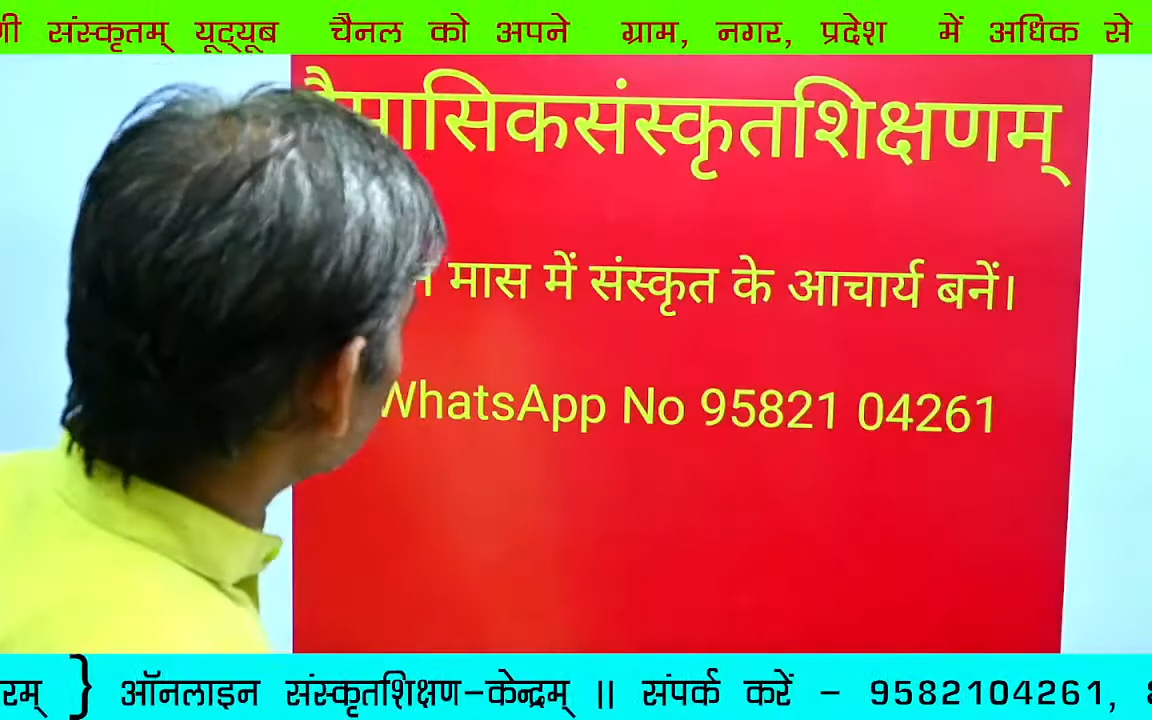 संस्कृतम् यूट्यूब चैनल को अपने ग्राम, नगर, प्रदेश में अधिक से
मासिकसंस्कृतशिक्षणम्
मास में संस्कृत के आचार्य बनें।
WhatsApp No 95821 04261
} ऑनलाइन संस्कृतशिक्षण-केन्द्रम् || संपर्क करें - 9582104261,